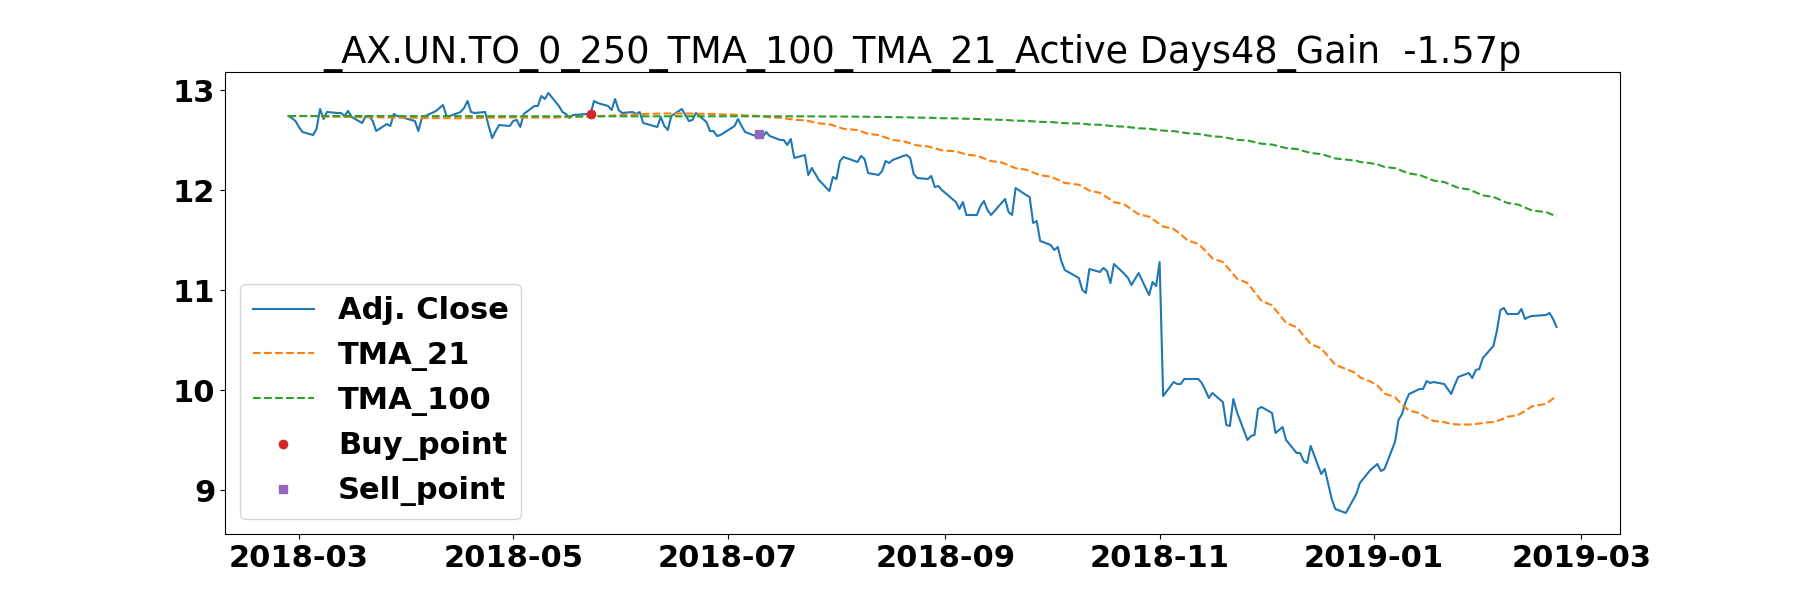 _AX.UN.TO_0_250_TMA_100_TMA_21_Active Days48_Gain  -1.57p
13
12
11
10
9
Adj. Close
TMA_21
TMA_100
Buy_point
Sell_point
2018-03 2018-05 2018-07 2018-09 2018-11 2019-01 2019-03